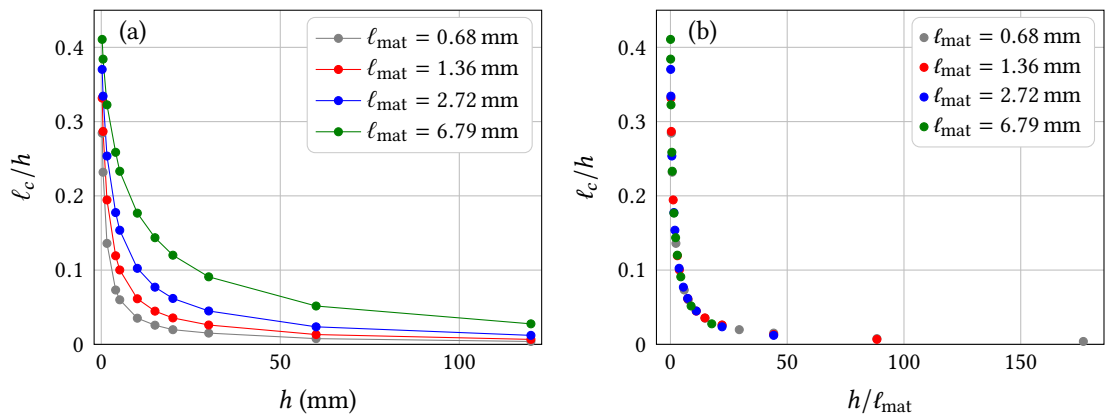 (a)
ℓmat = 0.68 mm
ℓmat = 1.36 mm
ℓmat = 2.72 mm
ℓmat = 6.79 mm
0.4
0.3
0.2
0.1
0
ℓc/h
0
50
100
h (mm)
(b)
ℓmat = 0.68 mm
ℓmat = 1.36 mm
ℓmat = 2.72 mm
ℓmat = 6.79 mm
0.4
0.3
0.2
0.1
0
ℓc/h
0
50
100
150
h/ℓmat